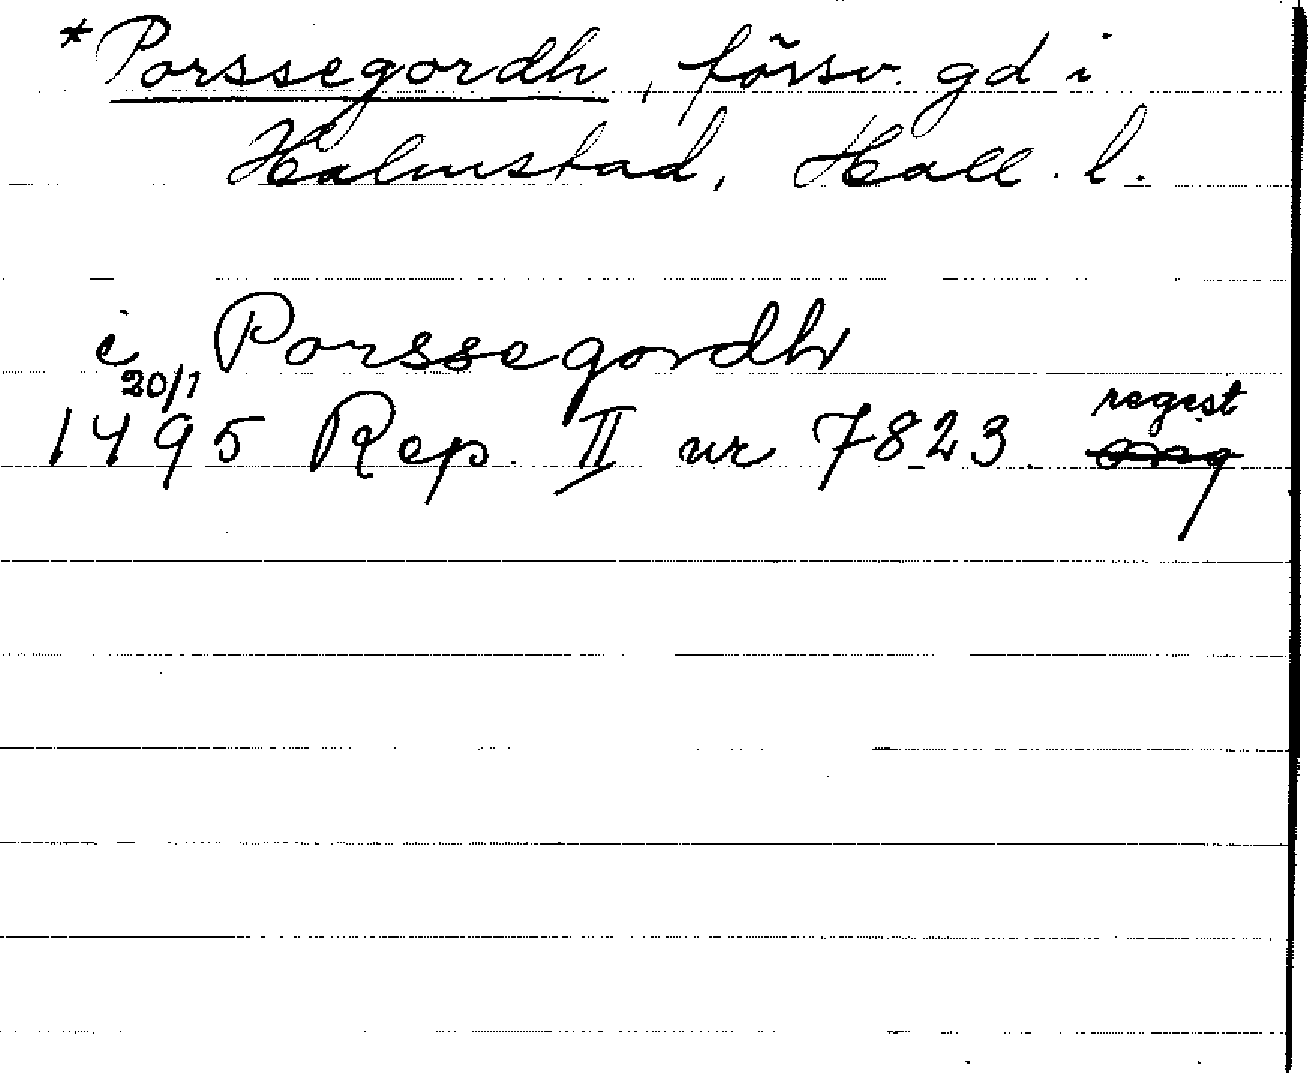 *Porssegordh, försv. gd i
Halmstad, Hall. l.
i Porssegordh
20/1
1495 Rep. II nr 7823. regest